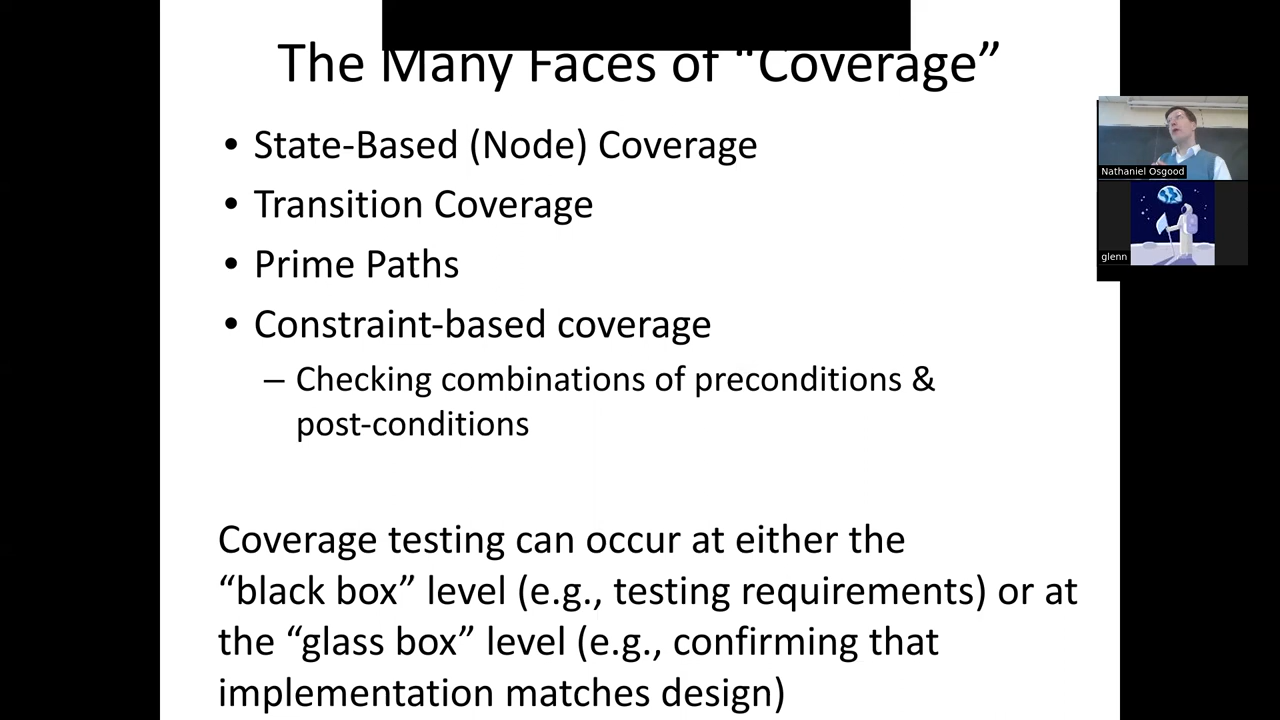 The Many Faces of “Coverage”
• State-Based (Node) Coverage
• Transition Coverage
• Prime Paths
• Constraint-based coverage
– Checking combinations of preconditions &
post-conditions
Coverage testing can occur at either the
“black box” level (e.g., testing requirements) or at
the “glass box” level (e.g., confirming that
implementation matches design)
Nathaniel Osgood
glenn